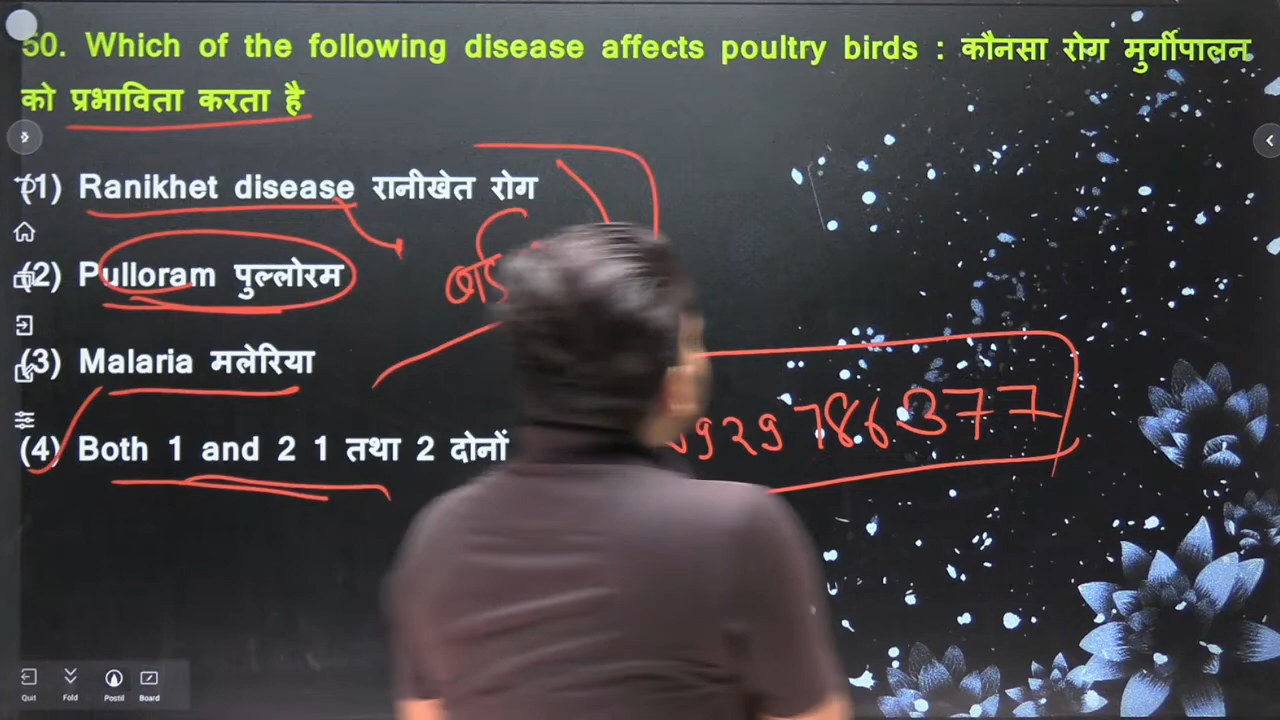 50. Which of the following disease affects poultry birds : कौनसा रोग मुर्गीपालन
को प्रभाविता करता है
(1) Ranikhet disease रानीखेत रोग
(2) Pulloram पुल्लोरम
(3) Malaria मलेरिया
929786377
(4) Both 1 and 2 1 तथा 2 दोनों
Quit Fold Postil Board